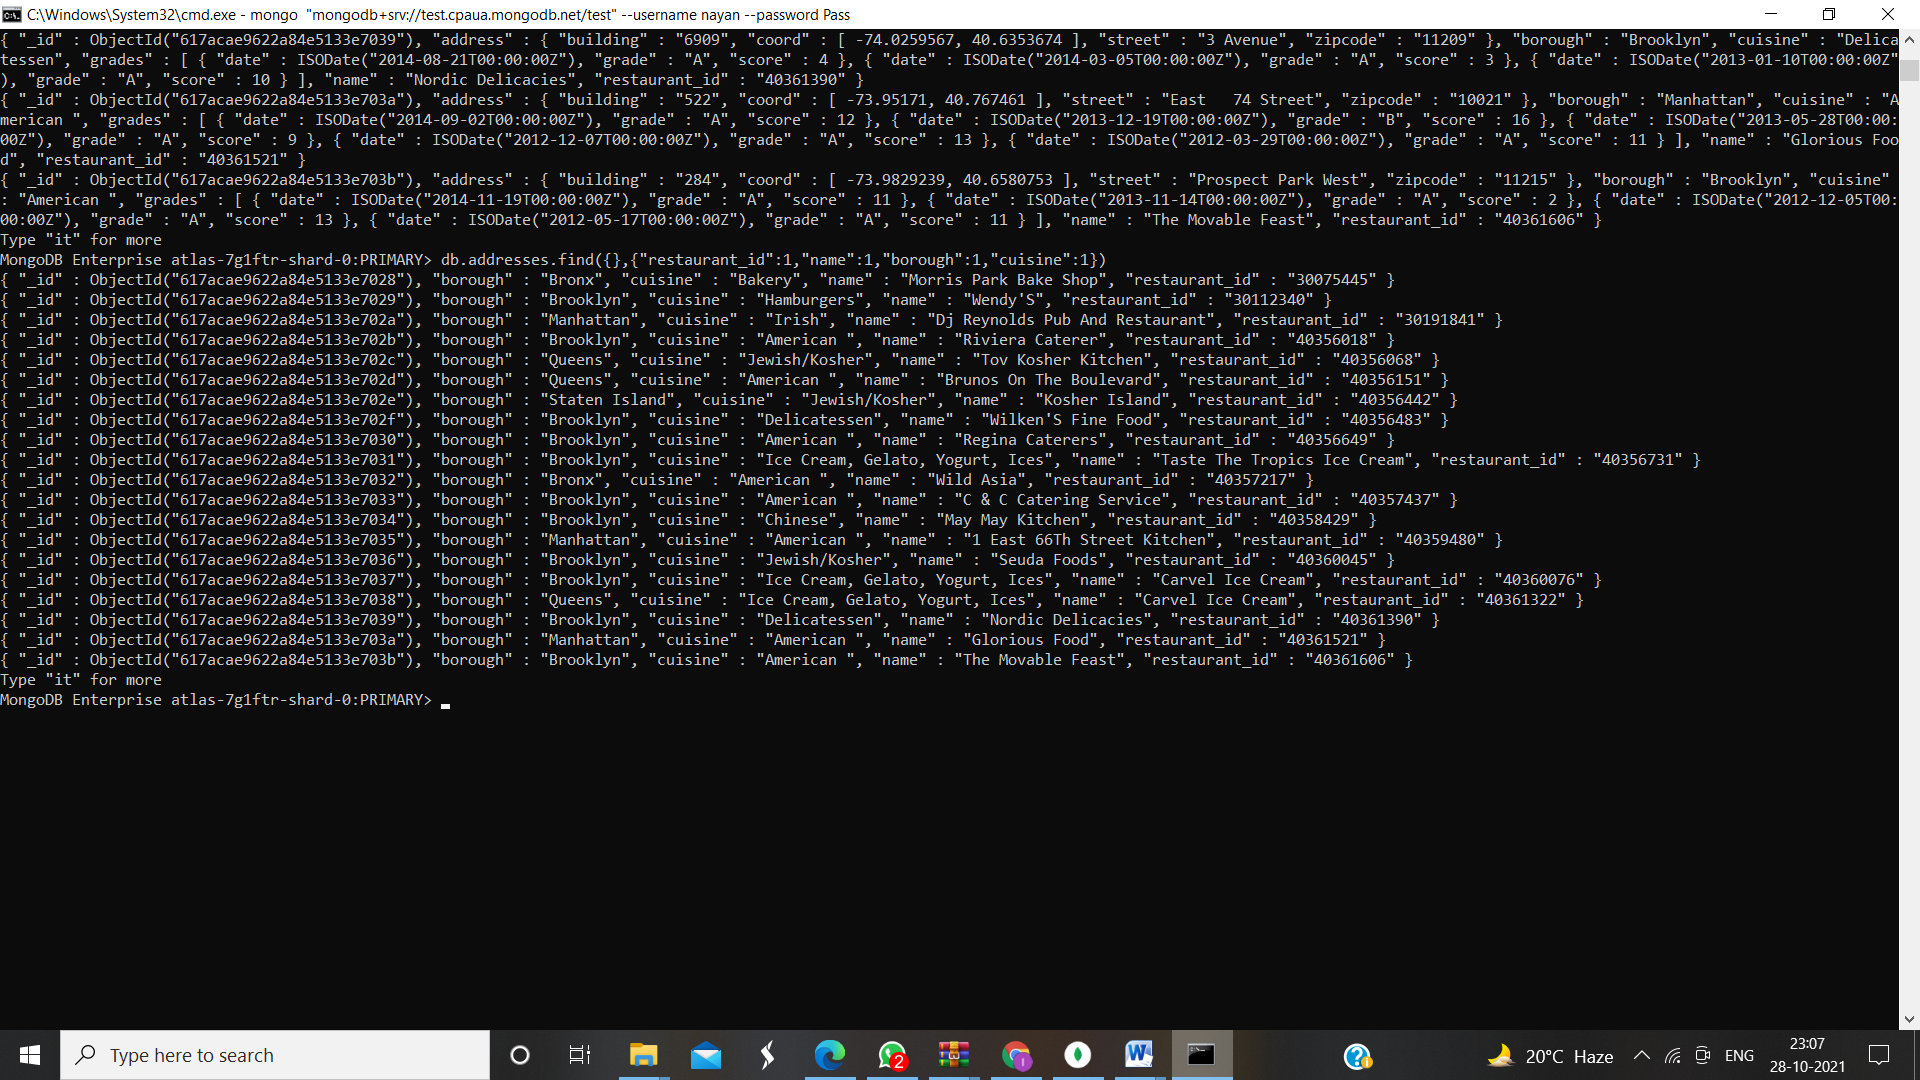 C:\Windows\System32\cmd.exe - mongo  "mongodb+srv://test.cpaua.mongodb.net/test" --username nayan --password Pass
{ "_id" : ObjectId("617acae9622a84e5133e7039"), "address" : { "building" : "6909", "coord" : [ -74.0259567, 40.6353674 ], "street" : "3 Avenue", "zipcode" : "11209" }, "borough" : "Brooklyn", "cuisine" : "Delica
tessen", "grades" : [ { "date" : ISODate("2014-08-21T00:00:00Z"), "grade" : "A", "score" : 4 }, { "date" : ISODate("2014-03-05T00:00:00Z"), "grade" : "A", "score" : 3 }, { "date" : ISODate("2013-01-10T00:00:00Z"
), "grade" : "A", "score" : 10 } ], "name" : "Nordic Delicacies", "restaurant_id" : "40361390" }
{ "_id" : ObjectId("617acae9622a84e5133e703a"), "address" : { "building" : "522", "coord" : [ -73.95171, 40.767461 ], "street" : "East   74 Street", "zipcode" : "10021" }, "borough" : "Manhattan", "cuisine" : "A
merican ", "grades" : [ { "date" : ISODate("2014-09-02T00:00:00Z"), "grade" : "A", "score" : 12 }, { "date" : ISODate("2013-12-19T00:00:00Z"), "grade" : "B", "score" : 16 }, { "date" : ISODate("2013-05-28T00:00:
00Z"), "grade" : "A", "score" : 9 }, { "date" : ISODate("2012-12-07T00:00:00Z"), "grade" : "A", "score" : 13 }, { "date" : ISODate("2012-03-29T00:00:00Z"), "grade" : "A", "score" : 11 } ], "name" : "Glorious Foo
d", "restaurant_id" : "40361521" }
{ "_id" : ObjectId("617acae9622a84e5133e703b"), "address" : { "building" : "284", "coord" : [ -73.9829239, 40.6580753 ], "street" : "Prospect Park West", "zipcode" : "11215" }, "borough" : "Brooklyn", "cuisine"
: "American ", "grades" : [ { "date" : ISODate("2014-11-19T00:00:00Z"), "grade" : "A", "score" : 11 }, { "date" : ISODate("2013-11-14T00:00:00Z"), "grade" : "A", "score" : 2 }, { "date" : ISODate("2012-12-05T00:
00:00Z"), "grade" : "A", "score" : 13 }, { "date" : ISODate("2012-05-17T00:00:00Z"), "grade" : "A", "score" : 11 } ], "name" : "The Movable Feast", "restaurant_id" : "40361606" }
Type "it" for more
MongoDB Enterprise atlas-7g1ftr-shard-0:PRIMARY> db.addresses.find({},{"restaurant_id":1,"name":1,"borough":1,"cuisine":1})
{ "_id" : ObjectId("617acae9622a84e5133e7028"), "borough" : "Bronx", "cuisine" : "Bakery", "name" : "Morris Park Bake Shop", "restaurant_id" : "30075445" }
{ "_id" : ObjectId("617acae9622a84e5133e7029"), "borough" : "Brooklyn", "cuisine" : "Hamburgers", "name" : "Wendy'S", "restaurant_id" : "30112340" }
{ "_id" : ObjectId("617acae9622a84e5133e702a"), "borough" : "Manhattan", "cuisine" : "Irish", "name" : "Dj Reynolds Pub And Restaurant", "restaurant_id" : "30191841" }
{ "_id" : ObjectId("617acae9622a84e5133e702b"), "borough" : "Brooklyn", "cuisine" : "American ", "name" : "Riviera Caterer", "restaurant_id" : "40356018" }
{ "_id" : ObjectId("617acae9622a84e5133e702c"), "borough" : "Queens", "cuisine" : "Jewish/Kosher", "name" : "Tov Kosher Kitchen", "restaurant_id" : "40356068" }
{ "_id" : ObjectId("617acae9622a84e5133e702d"), "borough" : "Queens", "cuisine" : "American ", "name" : "Brunos On The Boulevard", "restaurant_id" : "40356151" }
{ "_id" : ObjectId("617acae9622a84e5133e702e"), "borough" : "Staten Island", "cuisine" : "Jewish/Kosher", "name" : "Kosher Island", "restaurant_id" : "40356442" }
{ "_id" : ObjectId("617acae9622a84e5133e702f"), "borough" : "Brooklyn", "cuisine" : "Delicatessen", "name" : "Wilken'S Fine Food", "restaurant_id" : "40356483" }
{ "_id" : ObjectId("617acae9622a84e5133e7030"), "borough" : "Brooklyn", "cuisine" : "American ", "name" : "Regina Caterers", "restaurant_id" : "40356649" }
{ "_id" : ObjectId("617acae9622a84e5133e7031"), "borough" : "Brooklyn", "cuisine" : "Ice Cream, Gelato, Yogurt, Ices", "name" : "Taste The Tropics Ice Cream", "restaurant_id" : "40356731" }
{ "_id" : ObjectId("617acae9622a84e5133e7032"), "borough" : "Bronx", "cuisine" : "American ", "name" : "Wild Asia", "restaurant_id" : "40357217" }
{ "_id" : ObjectId("617acae9622a84e5133e7033"), "borough" : "Brooklyn", "cuisine" : "American ", "name" : "C & C Catering Service", "restaurant_id" : "40357437" }
{ "_id" : ObjectId("617acae9622a84e5133e7034"), "borough" : "Brooklyn", "cuisine" : "Chinese", "name" : "May May Kitchen", "restaurant_id" : "40358429" }
{ "_id" : ObjectId("617acae9622a84e5133e7035"), "borough" : "Manhattan", "cuisine" : "American ", "name" : "1 East 66Th Street Kitchen", "restaurant_id" : "40359480" }
{ "_id" : ObjectId("617acae9622a84e5133e7036"), "borough" : "Brooklyn", "cuisine" : "Jewish/Kosher", "name" : "Seuda Foods", "restaurant_id" : "40360045" }
{ "_id" : ObjectId("617acae9622a84e5133e7037"), "borough" : "Brooklyn", "cuisine" : "Ice Cream, Gelato, Yogurt, Ices", "name" : "Carvel Ice Cream", "restaurant_id" : "40360076" }
{ "_id" : ObjectId("617acae9622a84e5133e7038"), "borough" : "Queens", "cuisine" : "Ice Cream, Gelato, Yogurt, Ices", "name" : "Carvel Ice Cream", "restaurant_id" : "40361322" }
{ "_id" : ObjectId("617acae9622a84e5133e7039"), "borough" : "Brooklyn", "cuisine" : "Delicatessen", "name" : "Nordic Delicacies", "restaurant_id" : "40361390" }
{ "_id" : ObjectId("617acae9622a84e5133e703a"), "borough" : "Manhattan", "cuisine" : "American ", "name" : "Glorious Food", "restaurant_id" : "40361521" }
{ "_id" : ObjectId("617acae9622a84e5133e703b"), "borough" : "Brooklyn", "cuisine" : "American ", "name" : "The Movable Feast", "restaurant_id" : "40361606" }
Type "it" for more
MongoDB Enterprise atlas-7g1ftr-shard-0:PRIMARY>
Type here to search
2
20°C Haze
ENG
23:07
28-10-2021